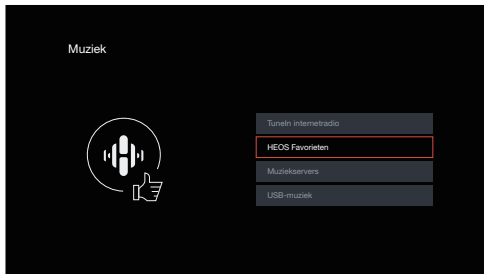 Muziek
TuneIn internetradio
HEOS Favorieten
Muziekservers
USB-muziek